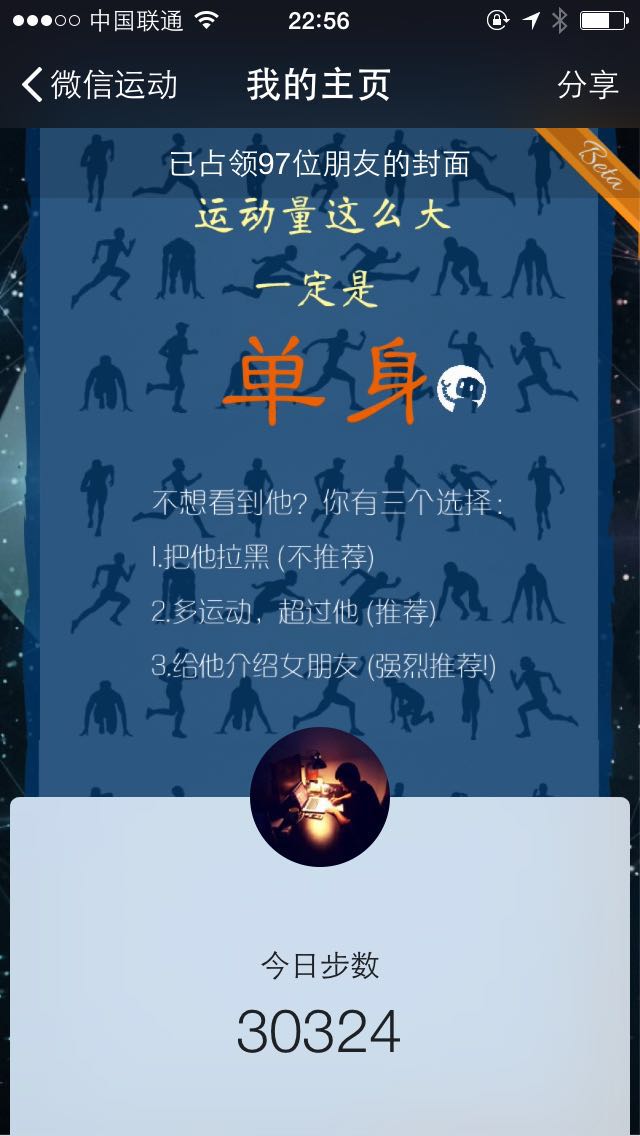 中国联通
22:56
微信运动
我的主页
分享
已占领97位朋友的封面
Beta
运动量这么大
一定是
单身
不想看到他？你有三个选择：
1.把他拉黑 (不推荐)
2.多运动，超过他 (推荐)
3.给他介绍女朋友 (强烈推荐!)
今日步数
30324